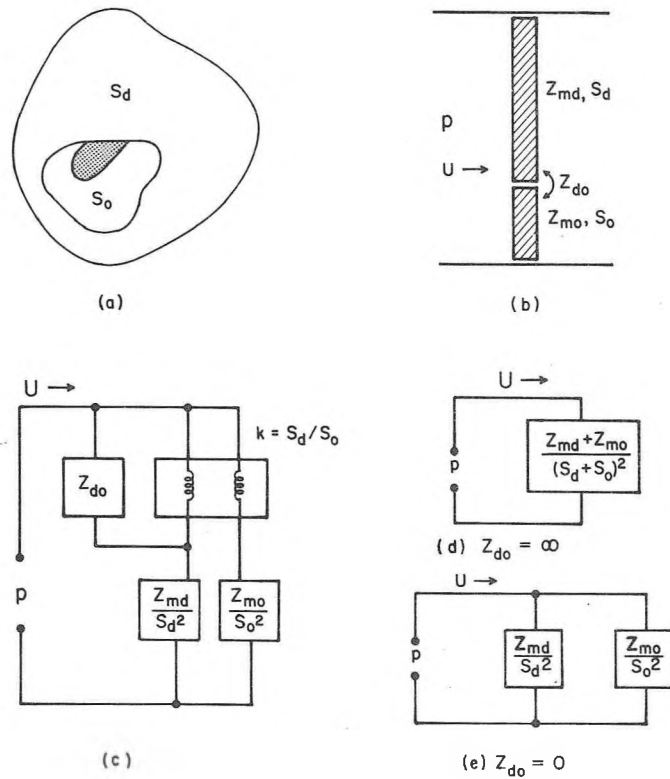 S_d
S_o
(a)
p
U →
Z_md, S_d
Z_do
Z_mo, S_o
(b)
U →
k = S_d/S_o
Z_do
p
Z_md
S_d²
Z_mo
S_o²
(c)
U →
p
Z_md + Z_mo
(S_d + S_o)²
(d) Z_do = ∞
U →
p
Z_md
S_d²
Z_mo
S_o²
(e) Z_do = 0